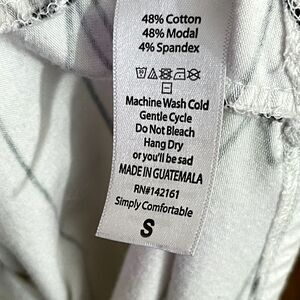 48% Cotton
48% Modal
4% Spandex
Machine Wash Cold
Gentle Cycle
Do Not Bleach
Hang Dry
or you'll be sad
MADE IN GUATEMALA
RN#142161
Simply Comfortable
S